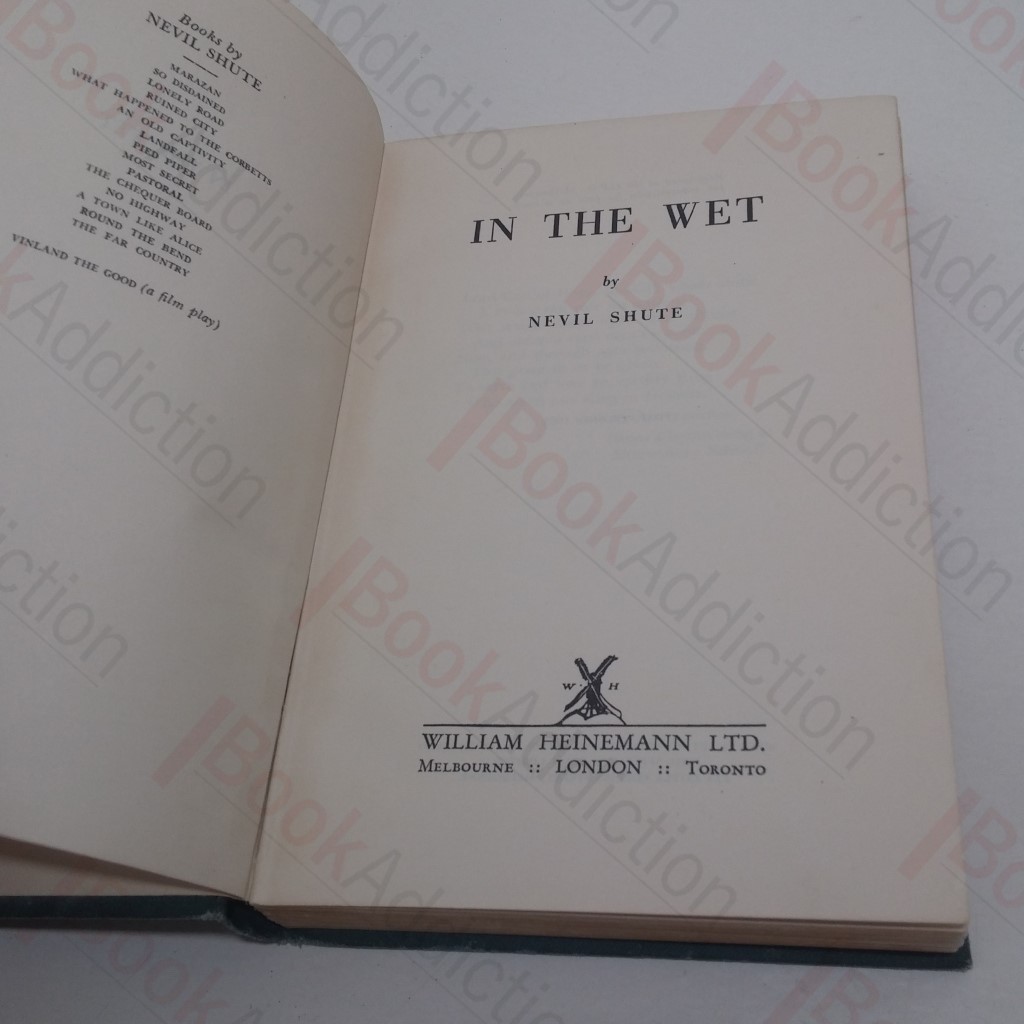 Books by
NEVIL SHUTE
MARAZAN
SO DISDAINED
LONELY ROAD
RUINED CITY
WHAT HAPPENED TO THE CORBETTS
AN OLD CAPTIVITY
LANDFALL
PIED PIPER
MOST SECRET
PASTORAL
THE CHEQUER BOARD
NO HIGHWAY
A TOWN LIKE ALICE
ROUND THE BEND
THE FAR COUNTRY
VINLAND THE GOOD (a film play)
IN THE WET
by
NEVIL SHUTE
W · H
WILLIAM HEINEMANN LTD.
MELBOURNE :: LONDON :: TORONTO
BookAddiction